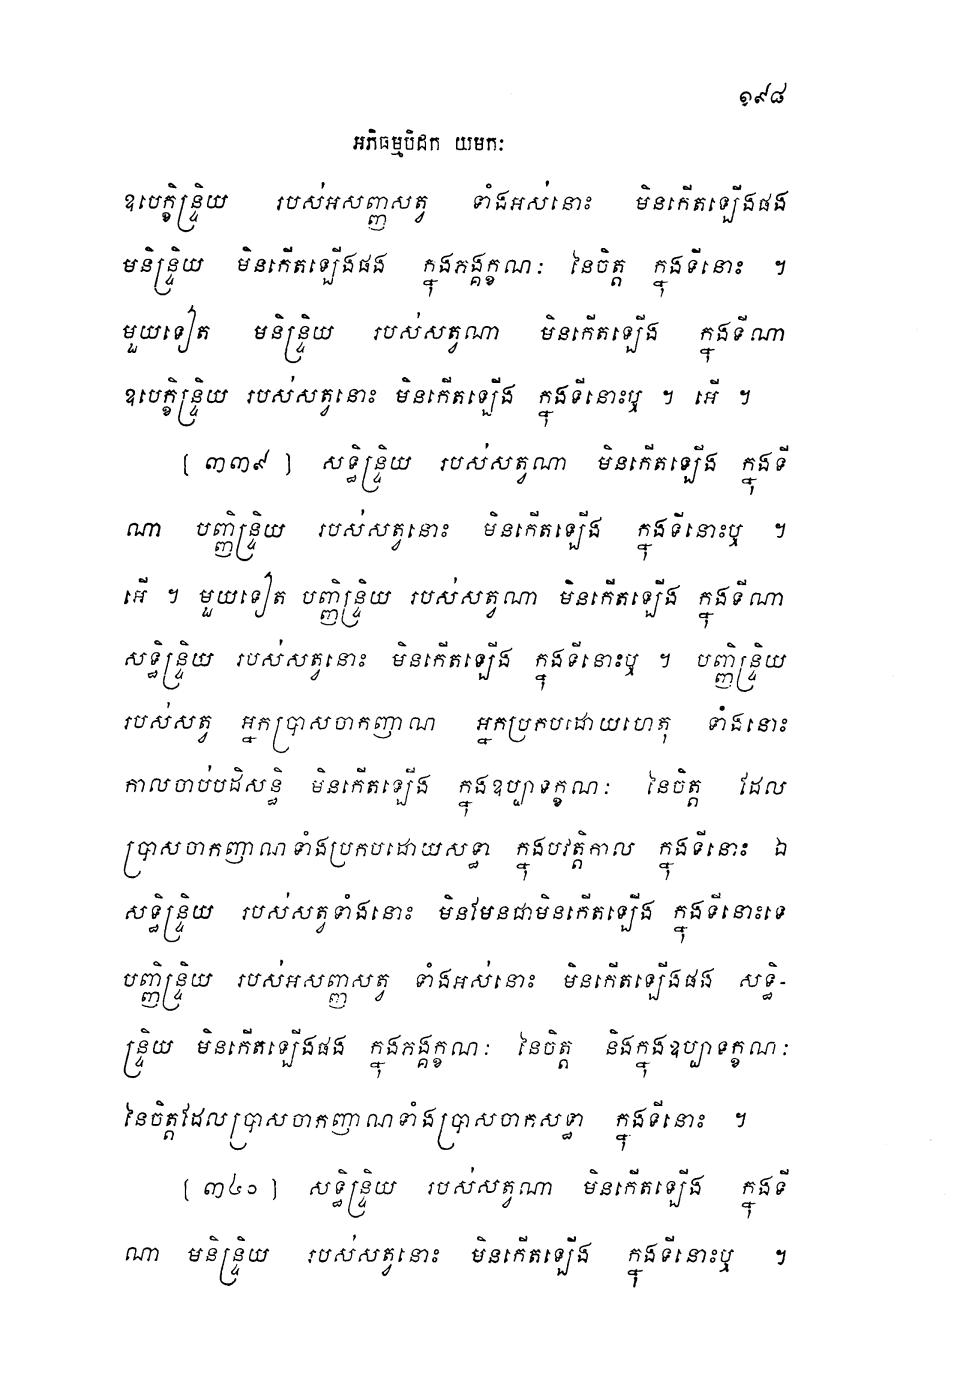 ១៩៨
អភិធម្មបិដក យមកៈ
ឧបេក្ខិន្ទ្រិយ របស់អសញ្ញសត្វ ទាំងអស់នោះ មិនកើតឡើងផង
មនិន្ទ្រិយ មិនកើតឡើងផង ក្នុងភង្គក្ខណៈ នៃចិត្ត ក្នុងទីនោះ ។
មួយទៀត មនិន្ទ្រិយ របស់សត្វណា មិនកើតឡើង ក្នុងទីណា
ឧបេក្ខិន្ទ្រិយ របស់សត្វនោះ មិនកើតឡើង ក្នុងទីនោះឬ ។ អើ ។
[ ៣៣៩ ] សទ្ធិន្ទ្រិយ របស់សត្វណា មិនកើតឡើង ក្នុងទី
ណា បញ្ញិន្ទ្រិយ របស់សត្វនោះ មិនកើតឡើង ក្នុងទីនោះឬ ។
អើ ។ មួយទៀត បញ្ញិន្ទ្រិយ របស់សត្វណា មិនកើតឡើង ក្នុងទីណា
សទ្ធិន្ទ្រិយ របស់សត្វនោះ មិនកើតឡើង ក្នុងទីនោះឬ ។ បញ្ញិន្ទ្រិយ
របស់សត្វ អ្នកប្រាសចាកញាណ អ្នកប្រកបដោយហេតុ ទាំងនោះ
កាលចាប់បដិសន្ធិ មិនកើតឡើង ក្នុងឧប្បាទក្ខណៈ នៃចិត្ត ដែល
ប្រាសចាកញាណទាំងប្រកបដោយសទ្ធា ក្នុងបវត្តិកាល ក្នុងទីនោះ ឯ
សទ្ធិន្ទ្រិយ របស់សត្វទាំងនោះ មិនមែនជាមិនកើតឡើង ក្នុងទីនោះទេ
បញ្ញិន្ទ្រិយ របស់អសញ្ញសត្វ ទាំងអស់នោះ មិនកើតឡើងផង សទ្ធិ-
ន្ទ្រិយ មិនកើតឡើងផង ក្នុងភង្គក្ខណៈ នៃចិត្ត និងក្នុងឧប្បាទក្ខណៈ
នៃចិត្តដែលប្រាសចាកញាណទាំងប្រាសចាកសទ្ធា ក្នុងទីនោះ ។
[ ៣៤១ ] សទ្ធិន្ទ្រិយ របស់សត្វណា មិនកើតឡើង ក្នុងទី
ណា មនិន្ទ្រិយ របស់សត្វនោះ មិនកើតឡើង ក្នុងទីនោះឬ ។